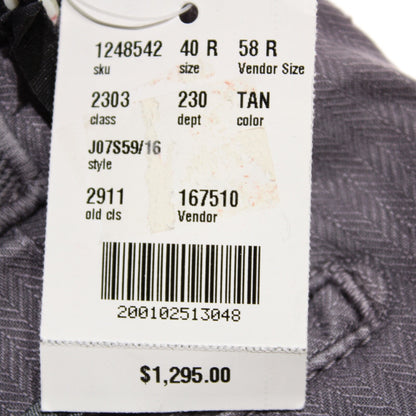 1248542 40 R 58 R
sku size Vendor Size
2303 230 TAN
class dept color
J07S59/16
style
2911 167510
old cls Vendor
200102513048
$1,295.00